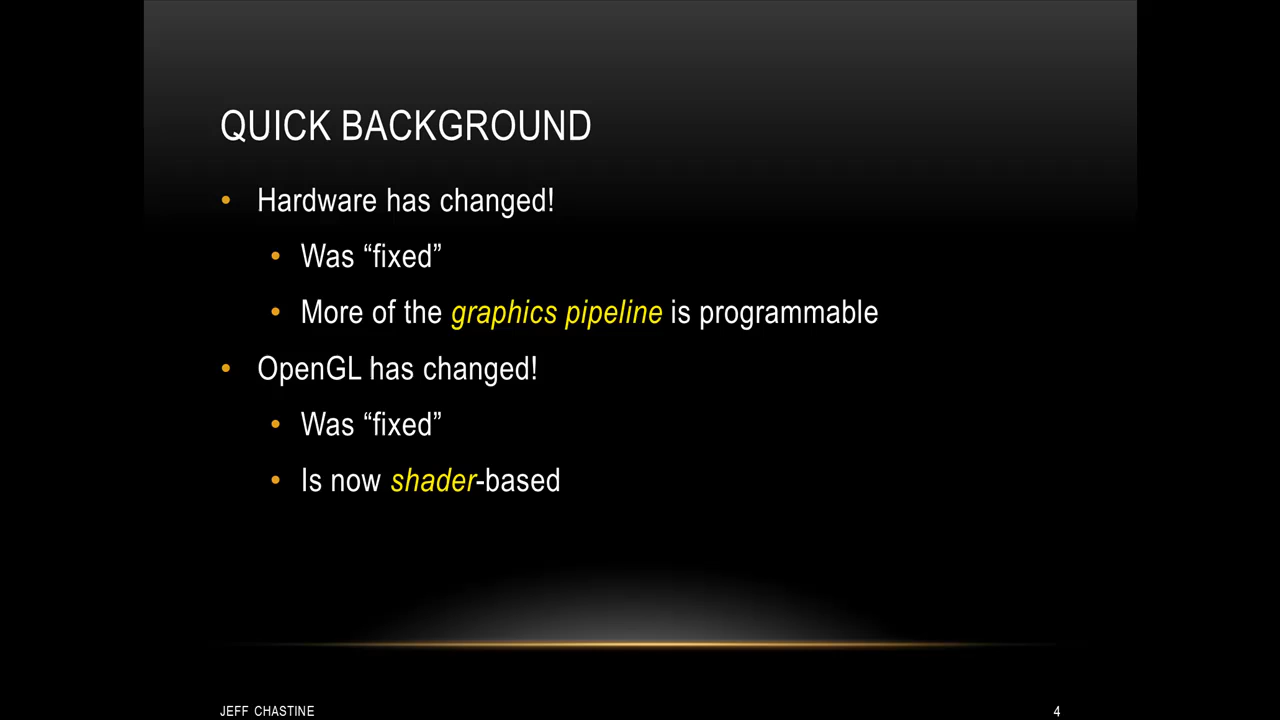 QUICK BACKGROUND
• Hardware has changed!
• Was “fixed”
• More of the graphics pipeline is programmable
• OpenGL has changed!
• Was “fixed”
• Is now shader-based
JEFF CHASTINE 4